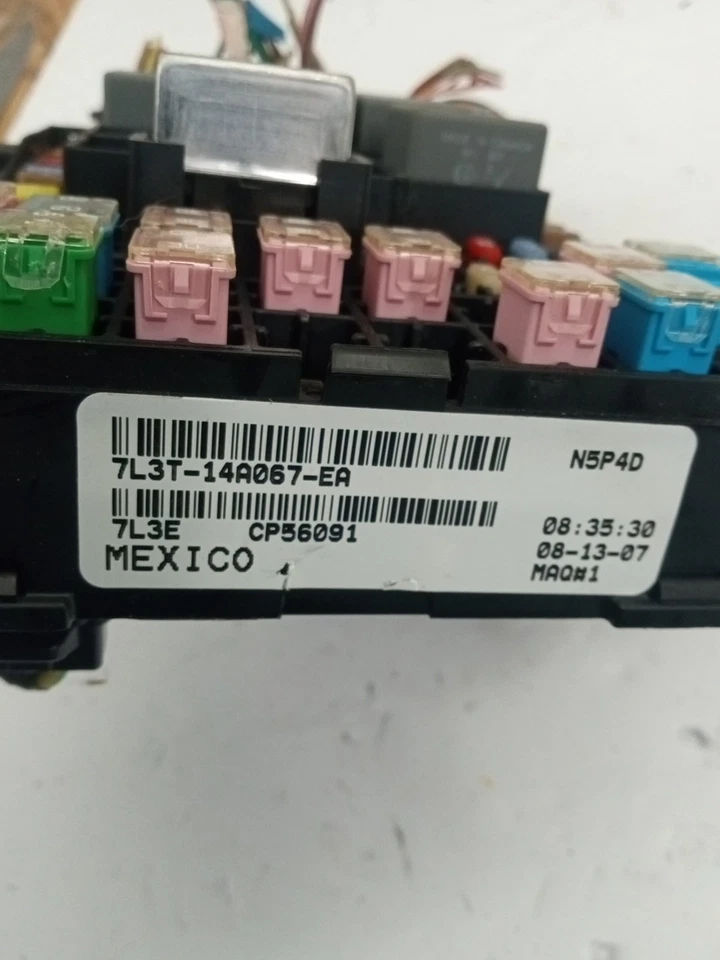 7L3T-14A067-EA
N5P4D
7L3E CP56091
MEXICO
08:35:30
08-13-07
MAQ#1